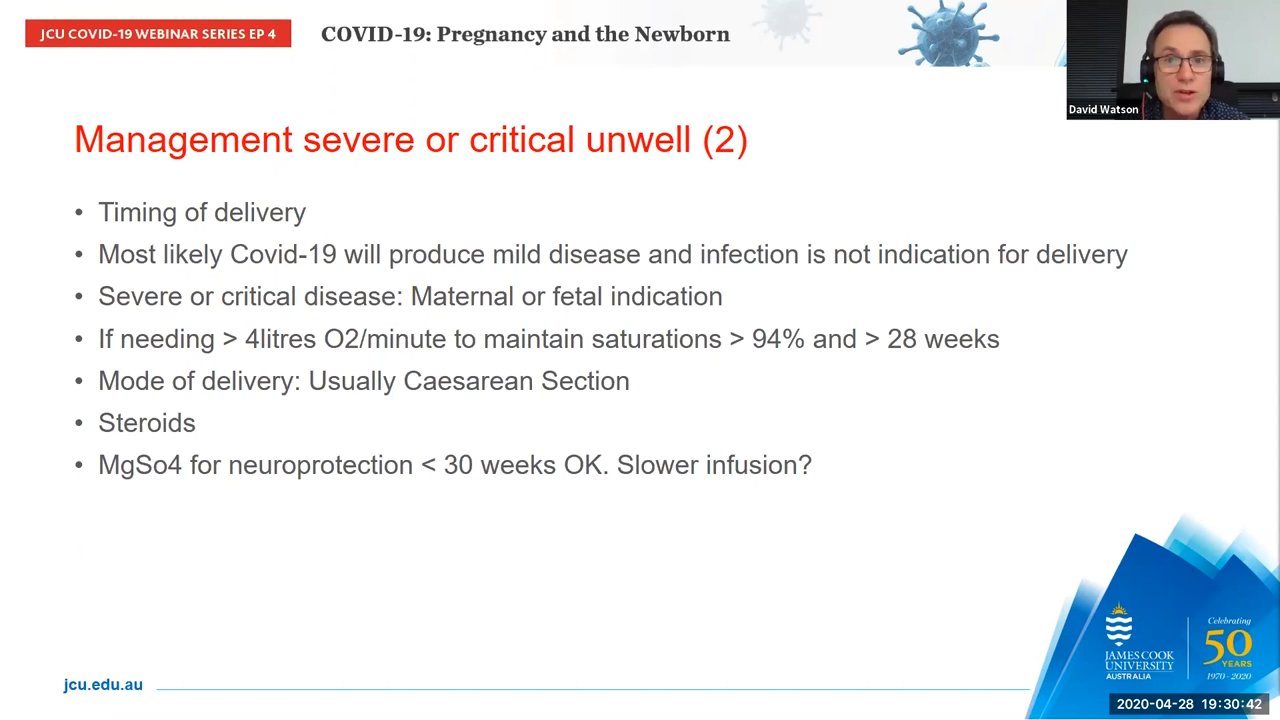 JCU COVID-19 WEBINAR SERIES EP 4
COVID-19: Pregnancy and the Newborn
David Watson
Management severe or critical unwell (2)
• Timing of delivery
• Most likely Covid-19 will produce mild disease and infection is not indication for delivery
• Severe or critical disease: Maternal or fetal indication
• If needing > 4litres O2/minute to maintain saturations > 94% and > 28 weeks
• Mode of delivery: Usually Caesarean Section
• Steroids
• MgSo4 for neuroprotection < 30 weeks OK. Slower infusion?
JAMES COOK
UNIVERSITY
AUSTRALIA
Celebrating
50
YEARS
1970 - 2020
jcu.edu.au
2020-04-28 19:30:42